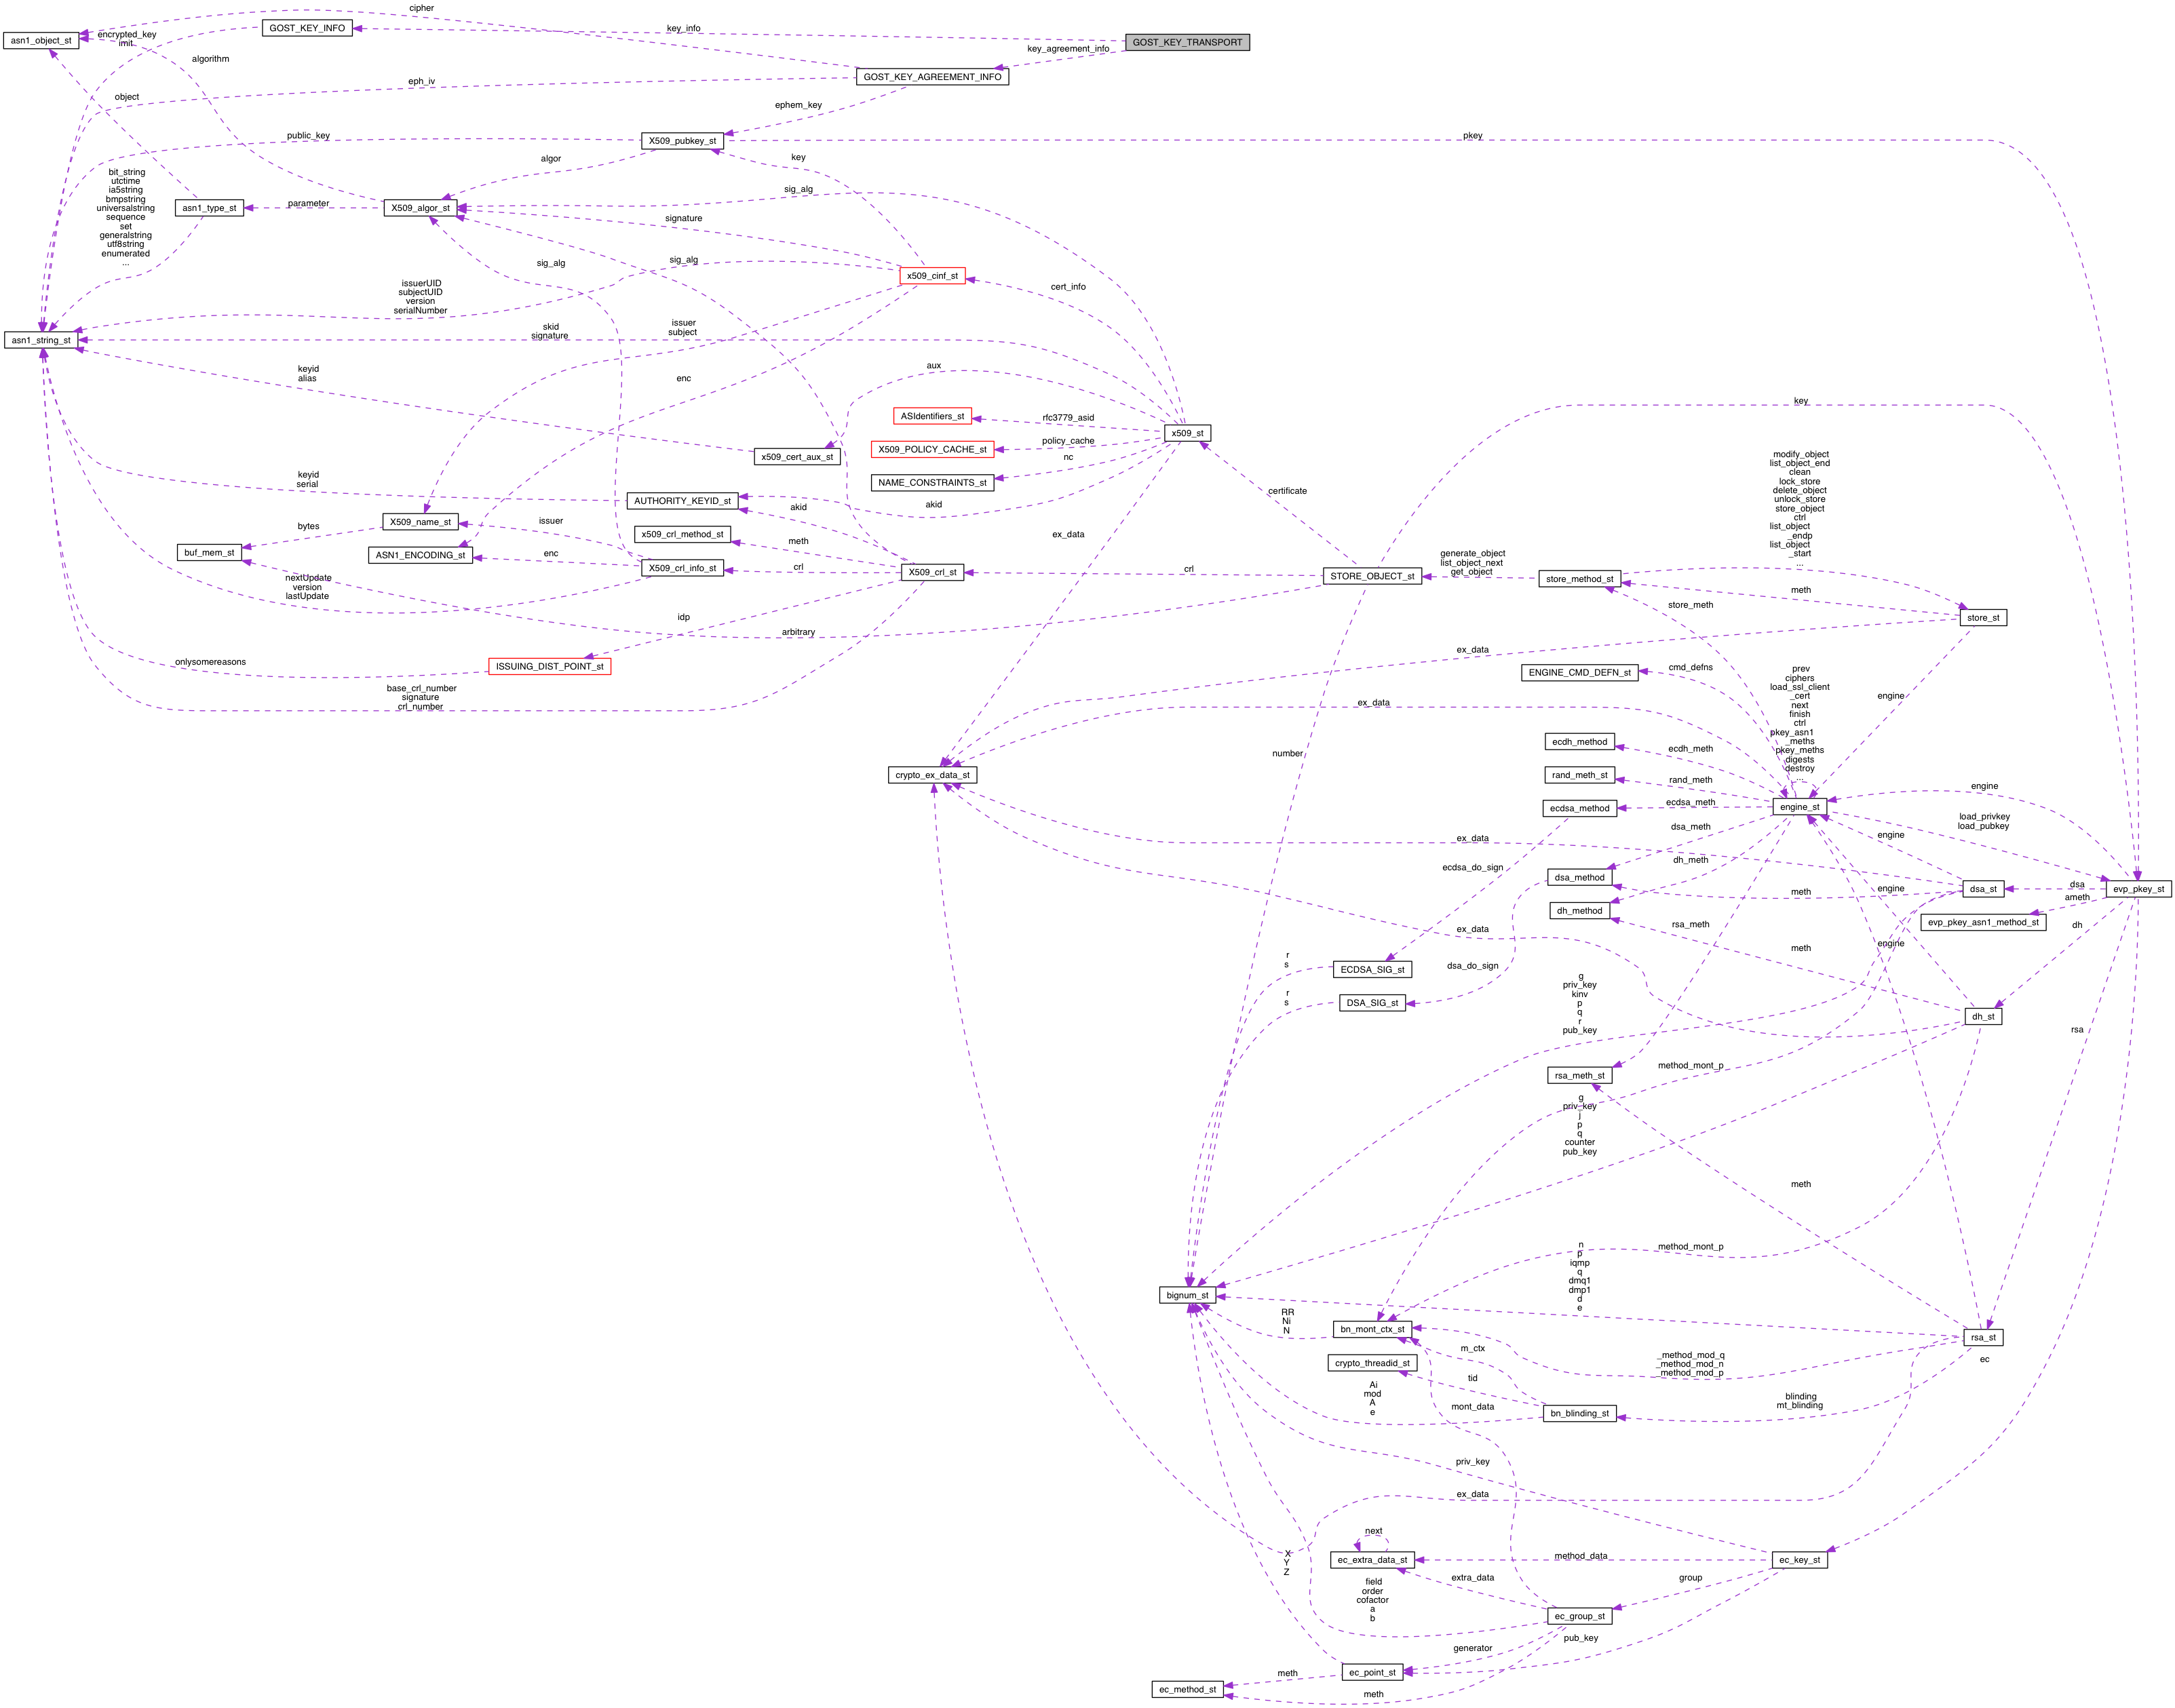 cipher
GOST_KEY_INFO
asn1_object_st
encrypted_key
imit
key_info
GOST_KEY_TRANSPORT
key_agreement_info
algorithm
GOST_KEY_AGREEMENT_INFO
eph_iv
object
ephem_key
public_key
X509_pubkey_st
pkey
algor
key
bit_string
utctime
ia5string
bmpstring
universalstring
sequence
set
generalstring
utf8string
enumerated
...
asn1_type_st
parameter
X509_algor_st
sig_alg
signature
sig_alg
sig_alg
x509_cinf_st
cert_info
issuerUID
subjectUID
version
serialNumber
asn1_string_st
skid
signature
issuer
subject
keyid
alias
enc
aux
key
ASIdentifiers_st
rfc3779_asid
x509_st
X509_POLICY_CACHE_st
policy_cache
x509_cert_aux_st
nc
NAME_CONSTRAINTS_st
certificate
keyid
serial
AUTHORITY_KEYID_st
akid
akid
modify_object
list_object_end
clean
lock_store
delete_object
unlock_store
store_object
ctrl
list_object
_endp
list_object
_start
...
bytes
X509_name_st
issuer
x509_crl_method_st
meth
ex_data
buf_mem_st
ASN1_ENCODING_st
enc
X509_crl_info_st
crl
X509_crl_st
crl
STORE_OBJECT_st
generate_object
list_object_next
get_object
store_method_st
meth
nextUpdate
version
lastUpdate
store_meth
store_st
idp
arbitrary
onlysomereasons
ISSUING_DIST_POINT_st
ex_data
ENGINE_CMD_DEFN_st
cmd_defns
prev
ciphers
load_ssl_client
_cert
next
finish
ctrl
pkey_asn1
_meths
pkey_meths
digests
destroy
...
engine
base_crl_number
signature
crl_number
ex_data
ecdh_method
ecdh_meth
number
crypto_ex_data_st
rand_meth_st
rand_meth
engine
ecdsa_method
ecdsa_meth
engine_st
load_privkey
load_pubkey
dsa_meth
engine
ex_data
dh_meth
ecdsa_do_sign
dsa_method
meth
dsa_st
dsa
evp_pkey_st
engine
ameth
dh_method
evp_pkey_asn1_method_st
rsa_meth
dh
ex_data
engine
meth
r
s
ECDSA_SIG_st
dsa_do_sign
g
priv_key
kinv
p
q
r
pub_key
r
s
DSA_SIG_st
dh_st
rsa
method_mont_p
rsa_meth_st
g
priv_key
j
p
q
counter
pub_key
meth
n
p
iqmp
q
dmq1
dmp1
d
e
method_mont_p
bignum_st
RR
Ni
N
bn_mont_ctx_st
rsa_st
m_ctx
_method_mod_q
_method_mod_n
_method_mod_p
ec
crypto_threadid_st
tid
Ai
mod
A
e
mont_data
bn_blinding_st
blinding
mt_blinding
priv_key
ex_data
next
X
Y
Z
ec_extra_data_st
method_data
ec_key_st
extra_data
group
field
order
cofactor
a
b
ec_group_st
pub_key
generator
ec_point_st
meth
ec_method_st
meth